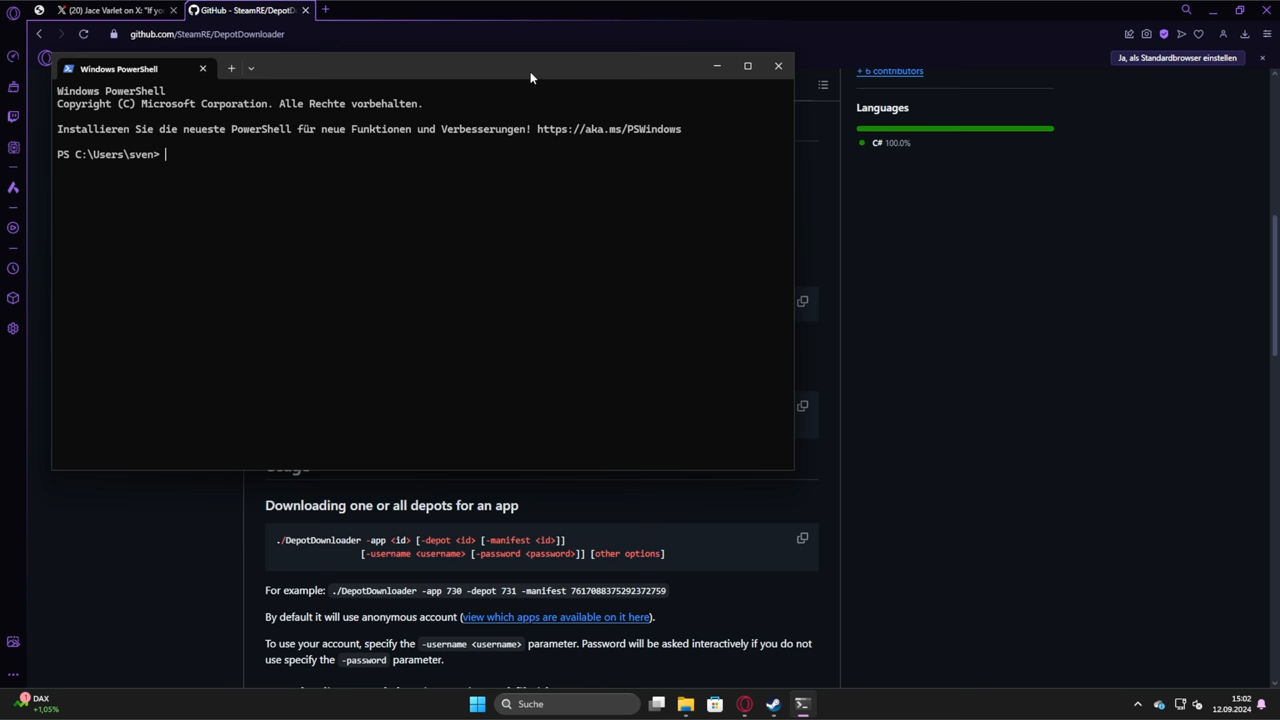 (20) Jace Varlet on X: "If you
GitHub - SteamRE/DepotD
github.com/SteamRE/DepotDownloader
Ja, als Standardbrowser einstellen
Windows PowerShell
Windows PowerShell
Copyright (C) Microsoft Corporation. Alle Rechte vorbehalten.
Installieren Sie die neueste PowerShell für neue Funktionen und Verbesserungen! https://aka.ms/PSWindows
PS C:\Users\sven>
+ 6 contributors
Languages
C# 100.0%
Usage
Downloading one or all depots for an app
./DepotDownloader -app <id> [-depot <id> [-manifest <id>]]
[-username <username> [-password <password>]] [other options]
For example: ./DepotDownloader -app 730 -depot 731 -manifest 7617088375292372759
By default it will use anonymous account (view which apps are available on it here).
To use your account, specify the -username <username> parameter. Password will be asked interactively if you do not
use specify the -password parameter.
1
DAX
+1,05%
Suche
15:02
12.09.2024